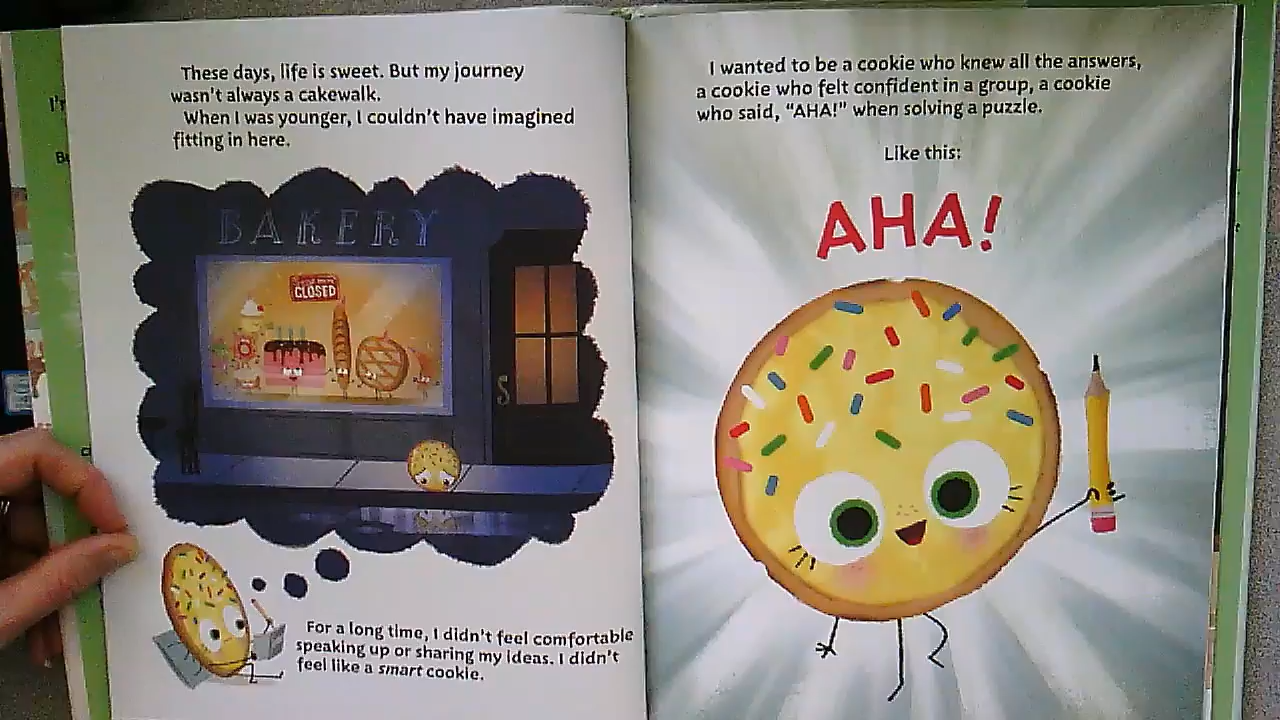 These days, life is sweet. But my journey
wasn't always a cakewalk.
When I was younger, I couldn't have imagined
fitting in here.
BAKERY
CLOSED
For a long time, I didn't feel comfortable
speaking up or sharing my ideas. I didn't
feel like a smart cookie.
I wanted to be a cookie who knew all the answers,
a cookie who felt confident in a group, a cookie
who said, “AHA!” when solving a puzzle.
Like this:
AHA!